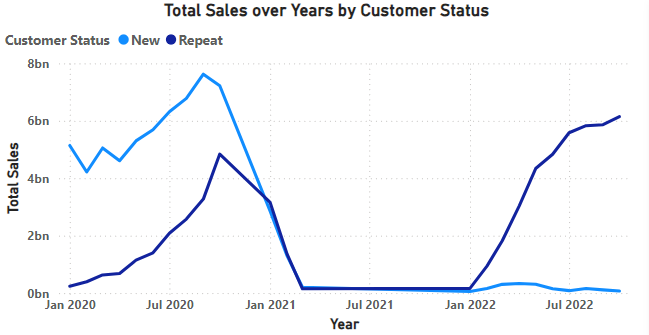 Total Sales over Years by Customer Status
Customer Status New Repeat
8bn
6bn
4bn
2bn
0bn
Total Sales
Jan 2020 Jul 2020 Jan 2021 Jul 2021 Jan 2022 Jul 2022
Year